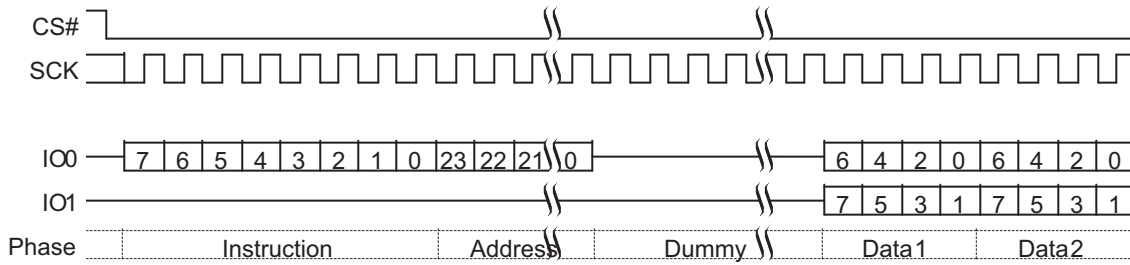 CS#
SCK
IO0 7 6 5 4 3 2 1 0 23 22 21 0 6 4 2 0 6 4 2 0
IO1 7 5 3 1 7 5 3 1
Phase Instruction Address Dummy Data1 Data2